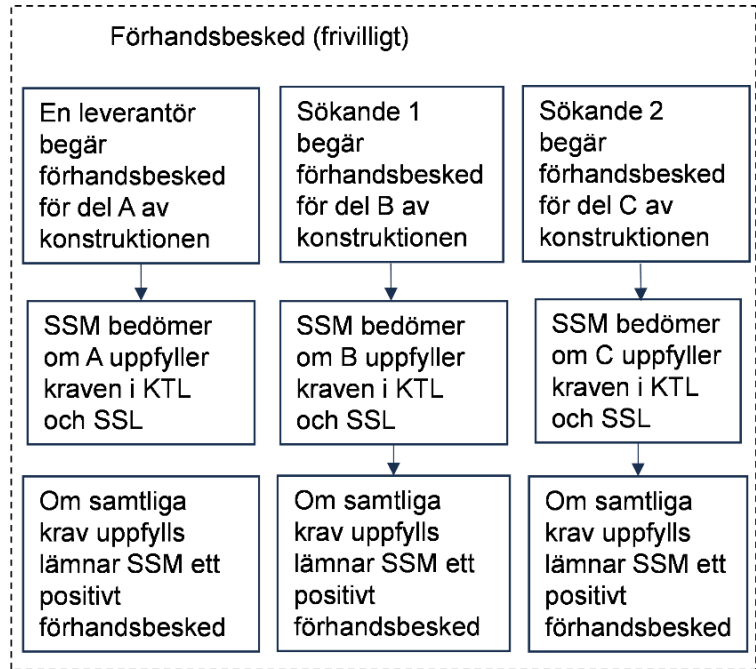 Förhandsbesked (frivilligt)
En leverantör
begär
förhandsbesked
för del A av
konstruktionen
Sökande 1
begär
förhandsbesked
för del B av
konstruktionen
Sökande 2
begär
förhandsbesked
för del C av
konstruktionen
SSM bedömer
om A uppfyller
kraven i KTL
och SSL
SSM bedömer
om B uppfyller
kraven i KTL
och SSL
SSM bedömer
om C uppfyller
kraven i KTL
och SSL
Om samtliga
krav uppfylls
lämnar SSM ett
positivt
förhandsbesked
Om samtliga
krav uppfylls
lämnar SSM ett
positivt
förhandsbesked
Om samtliga
krav uppfylls
lämnar SSM ett
positivt
förhandsbesked